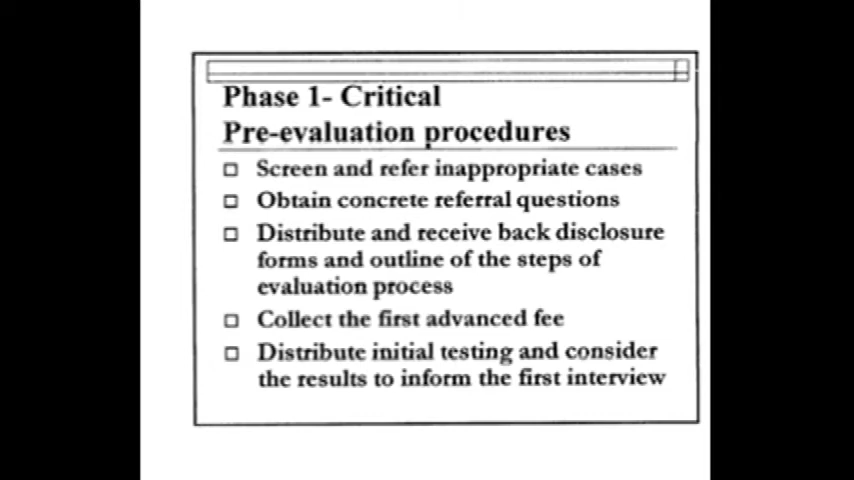 Phase 1- Critical
Pre-evaluation procedures
Screen and refer inappropriate cases
Obtain concrete referral questions
Distribute and receive back disclosure
forms and outline of the steps of
evaluation process
Collect the first advanced fee
Distribute initial testing and consider
the results to inform the first interview